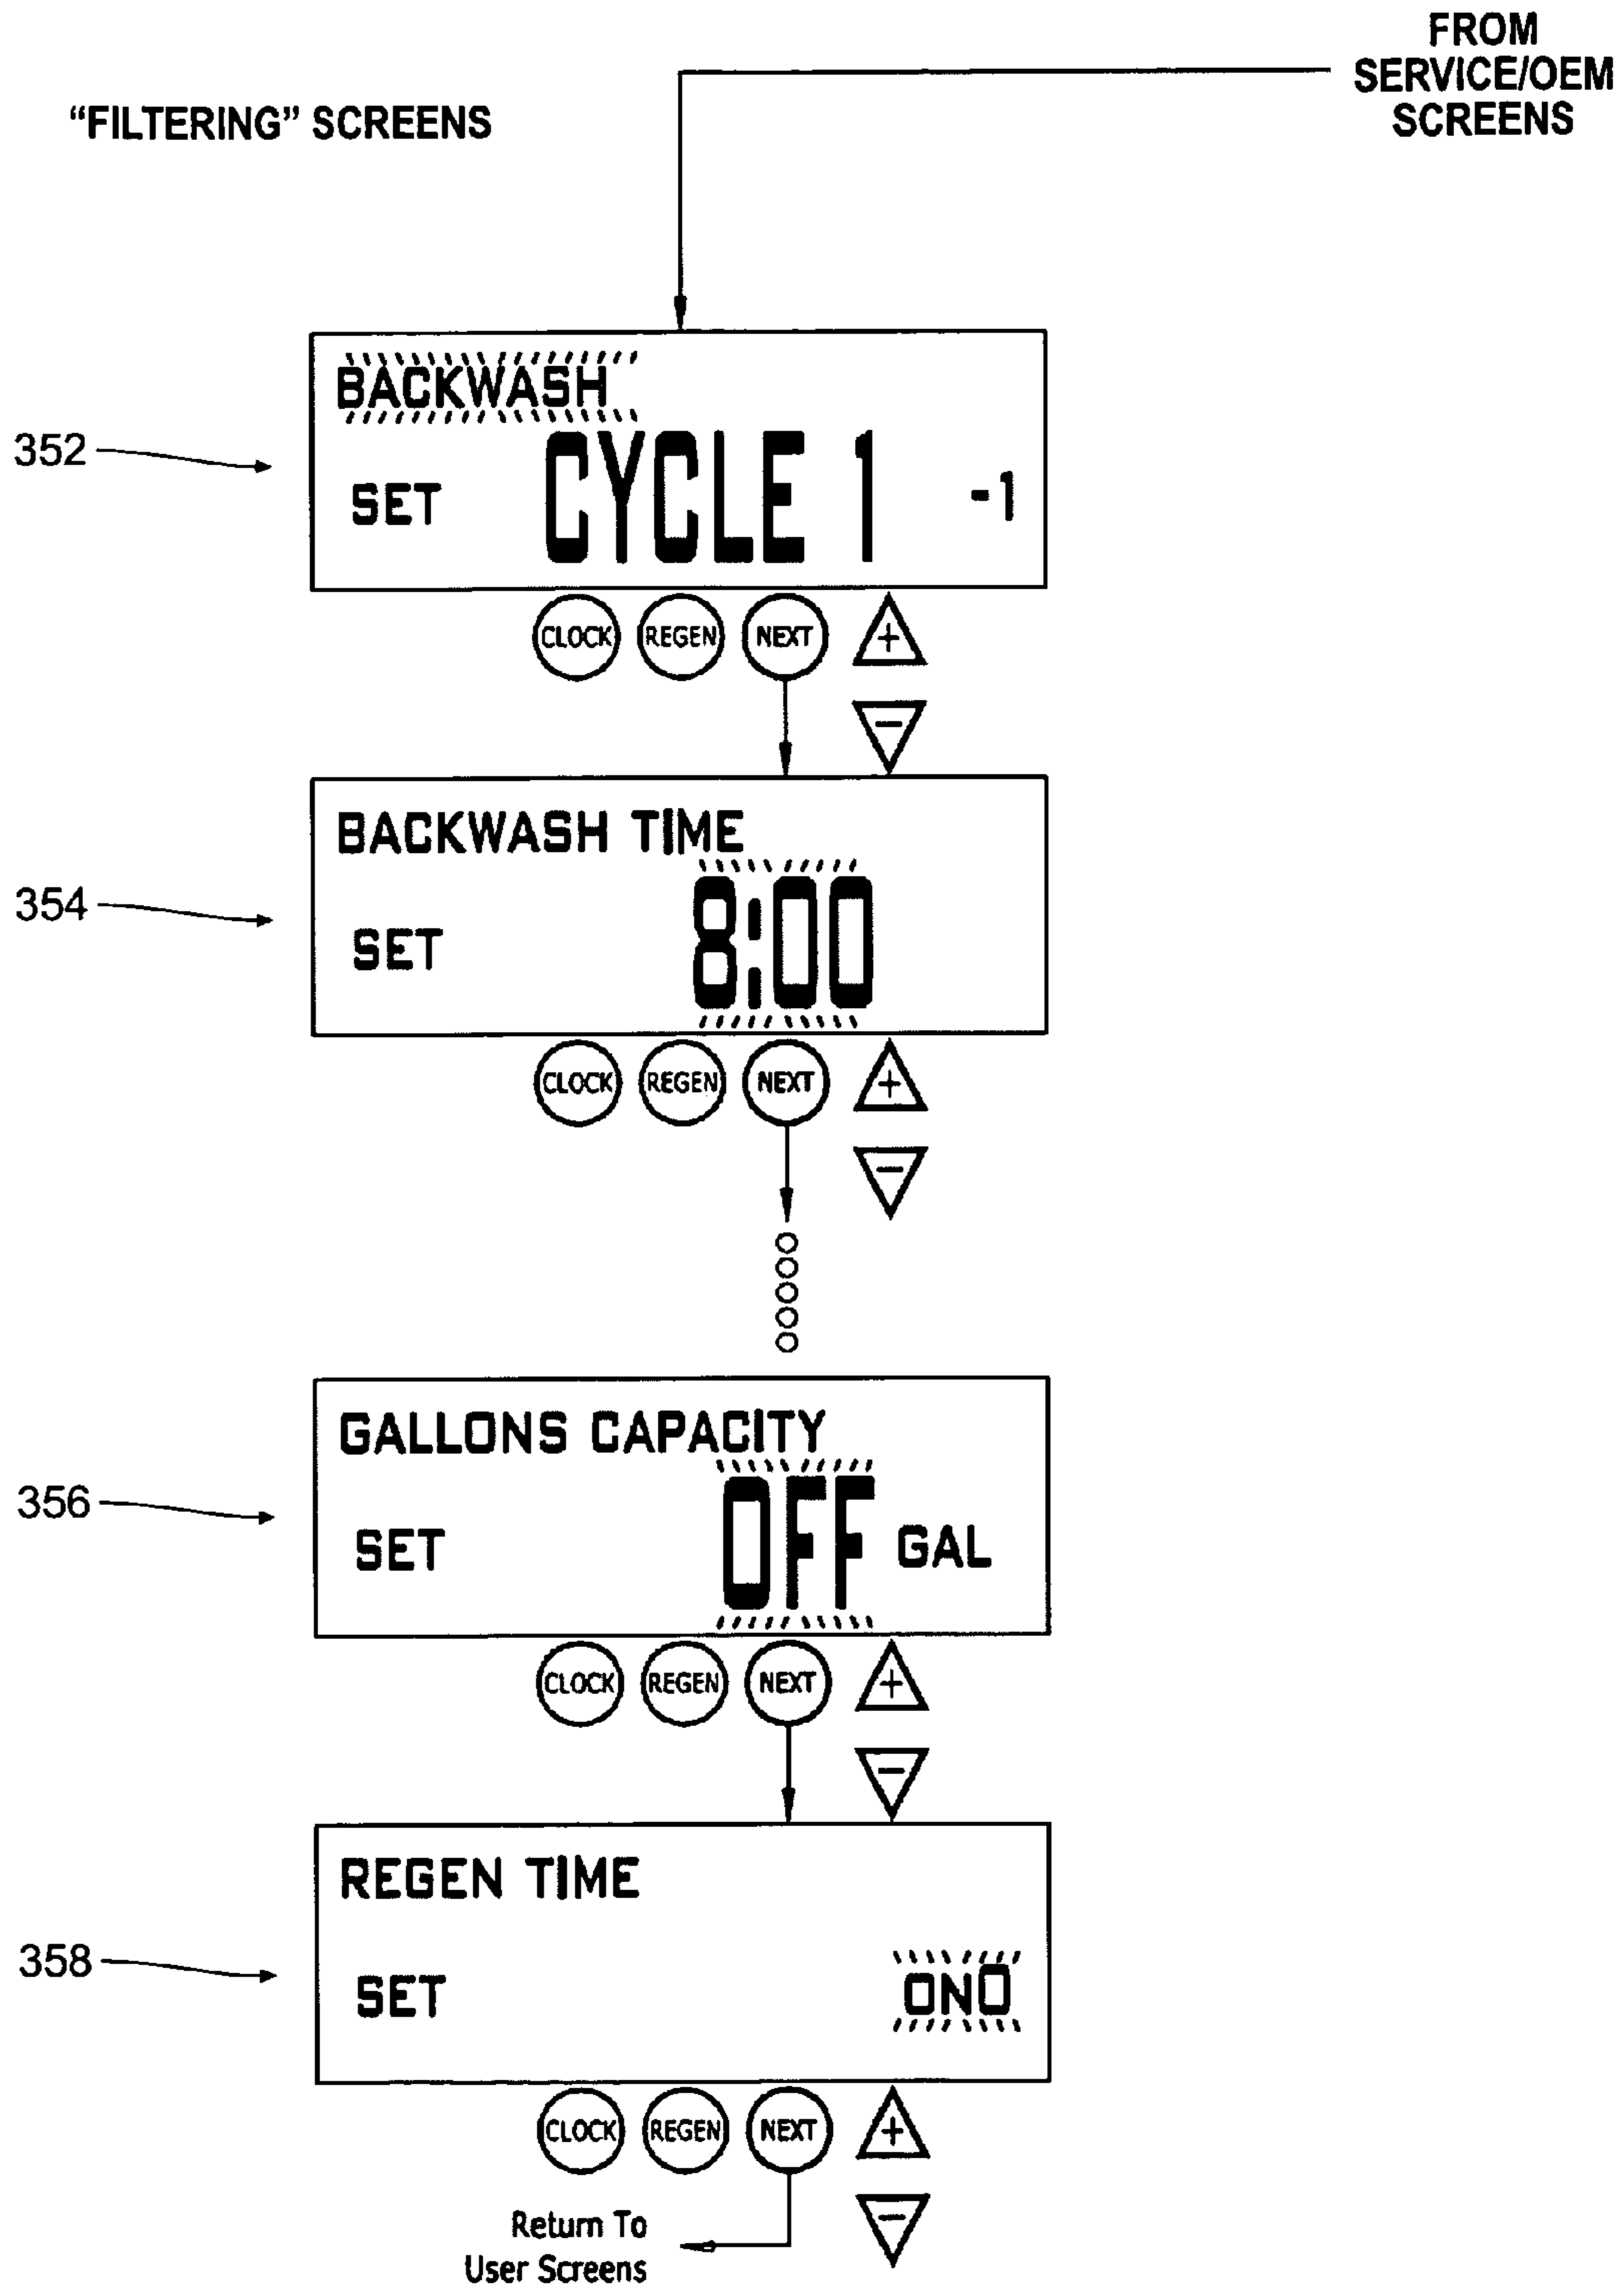 FROM
SERVICE/OEM
SCREENS
“FILTERING” SCREENS
BACKWASH
352
SET CYCLE 1 -1
CLOCK REGEN NEXT +
−
BACKWASH TIME
354
SET 8:00
CLOCK REGEN NEXT +
−
GALLONS CAPACITY
356
SET OFF GAL
CLOCK REGEN NEXT +
−
REGEN TIME
358
SET ONO
CLOCK REGEN NEXT +
−
Return To
User Screens